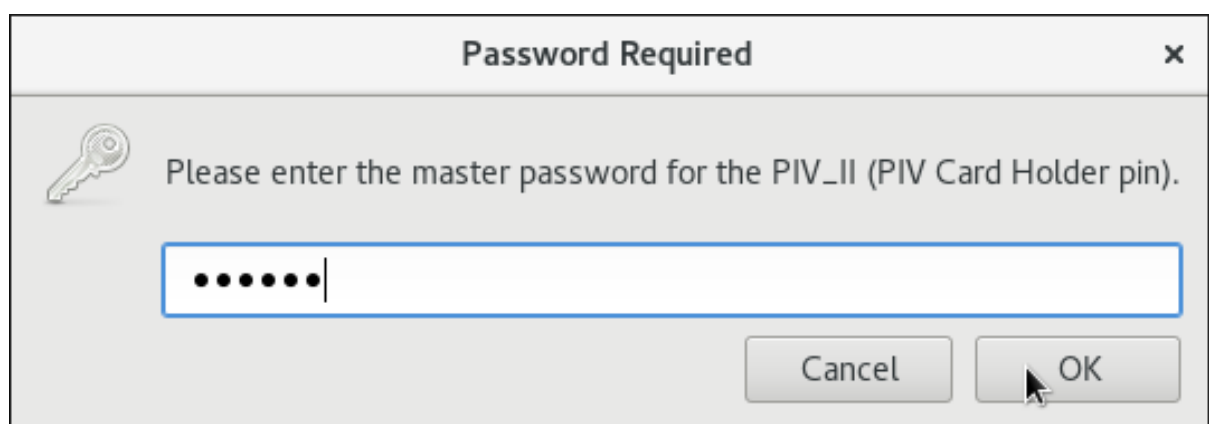 Password Required
Please enter the master password for the PIV_II (PIV Card Holder pin).
••••••
Cancel
OK